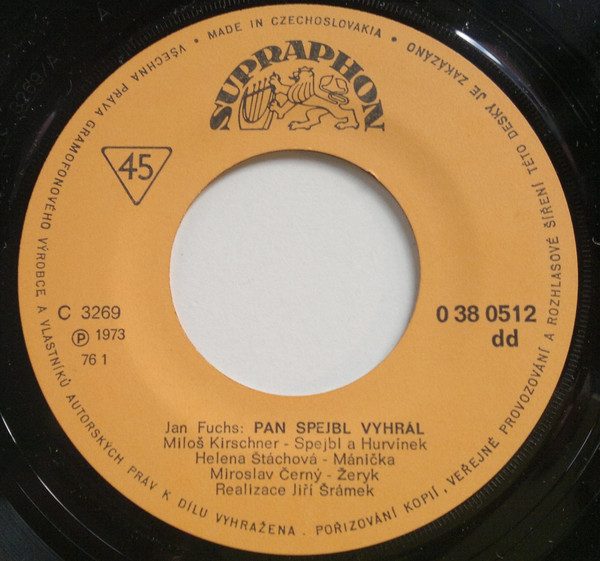 • MADE IN CZECHOSLOVAKIA •
SUPRAPHON
45
C 3269
℗ 1973
76 1
0 38 0512
dd
Jan Fuchs: PAN SPEJBL VYHRÁL
Miloš Kirschner - Spejbl a Hurvínek
Helena Štáchová - Mánička
Miroslav Černý - Žeryk
Realizace Jiří Šrámek
VŠECHNA PRÁVA GRAMOFONOVÉHO VÝROBCE A VLASTNÍKŮ AUTORSKÝCH PRÁV K DÍLU VYHRAŽENA. POŘIZOVÁNÍ KOPIÍ, VEŘEJNÉ PROVOZOVÁNÍ A ROZHLASOVÉ ŠÍŘENÍ TÉTO DESKY JE ZAKÁZÁNO